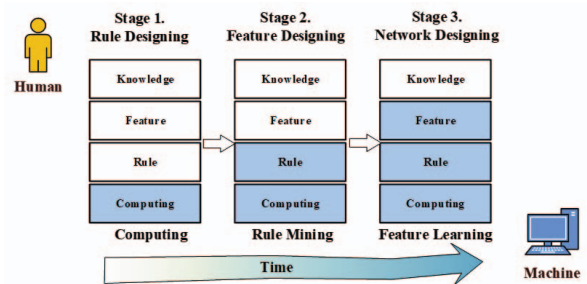 Stage 1.
Rule Designing
Stage 2.
Feature Designing
Stage 3.
Network Designing
Human
Knowledge
Knowledge
Knowledge
Feature
Feature
Feature
Rule
Rule
Rule
Computing
Computing
Computing
Computing
Rule Mining
Feature Learning
Time
Machine